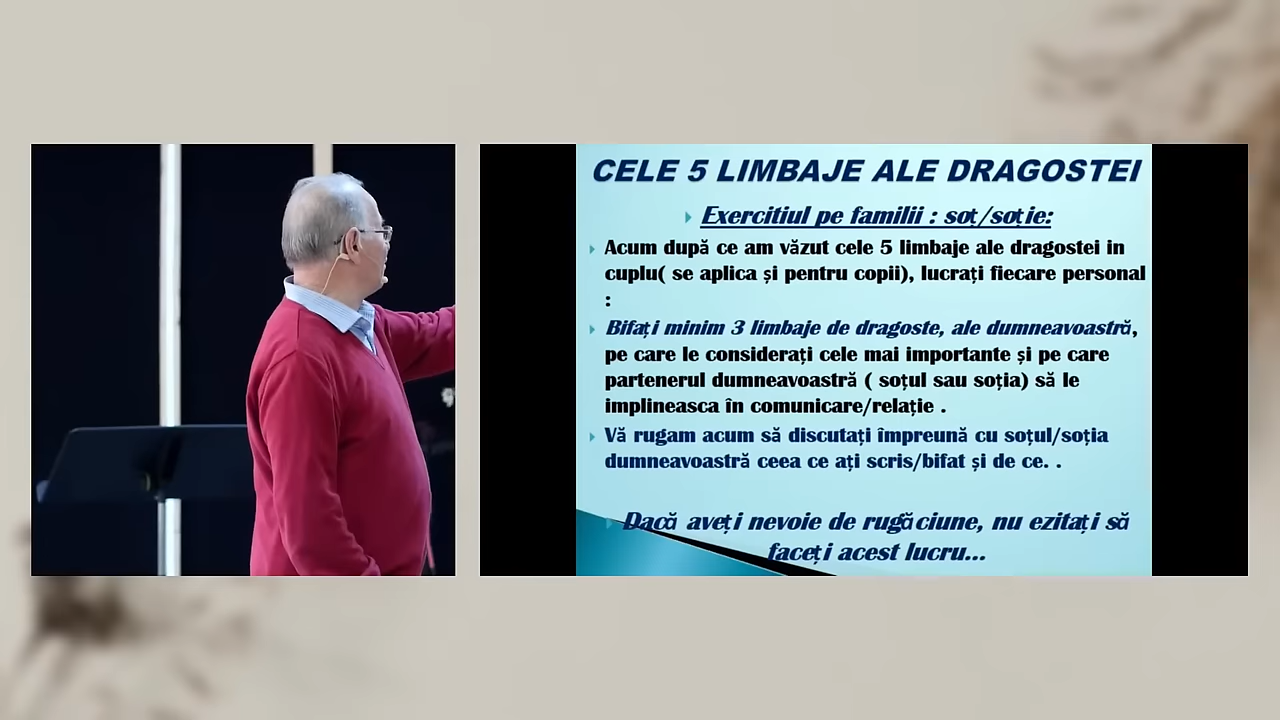 CELE 5 LIMBAJE ALE DRAGOSTEI
Exercitiul pe familii : soț/soție:
Acum după ce am văzut cele 5 limbaje ale dragostei in
cuplu( se aplica și pentru copii), lucrați fiecare personal
:
Bifați minim 3 limbaje de dragoste, ale dumneavoastră,
pe care le considerați cele mai importante și pe care
partenerul dumneavoastră ( soțul sau soția) să le
implineasca în comunicare/relație .
Vă rugam acum să discutați împreună cu soțul/soția
dumneavoastră ceea ce ați scris/bifat și de ce. .
Dacă aveți nevoie de rugăciune, nu ezitați să
faceți acest lucru...